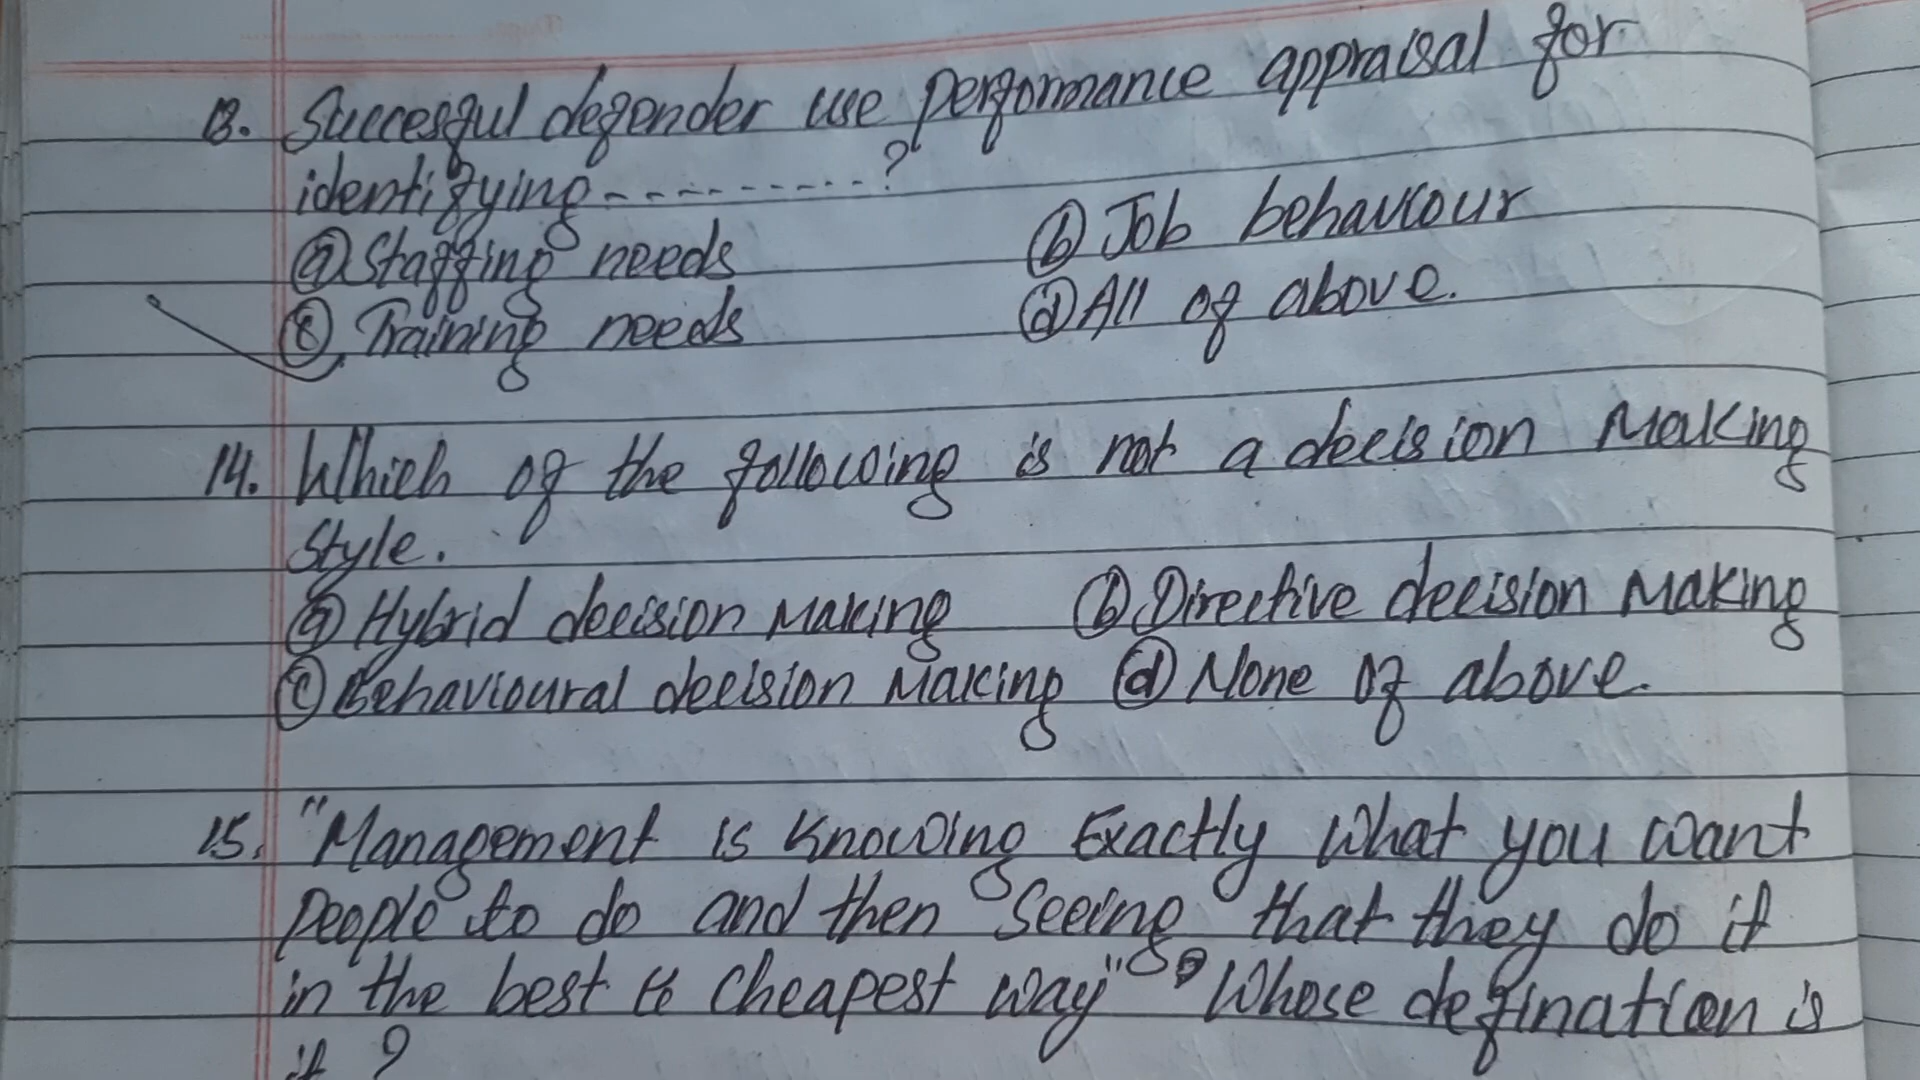 13. Succesful defender use performance appraisal for
identifying----------?
(a) Staffing needs (b) Job behaviour
(c) Training needs (d) All of above.
14. Which of the following is not a decision Making
Style.
(a) Hybrid decision Making (b) Directive decision Making
(c) Behavioural decision Making (d) None of above.
15. "Management is Knowing Exactly What you want
people to do and then Seeing that they do it
in the best & Cheapest way", Whose defination is
it ?